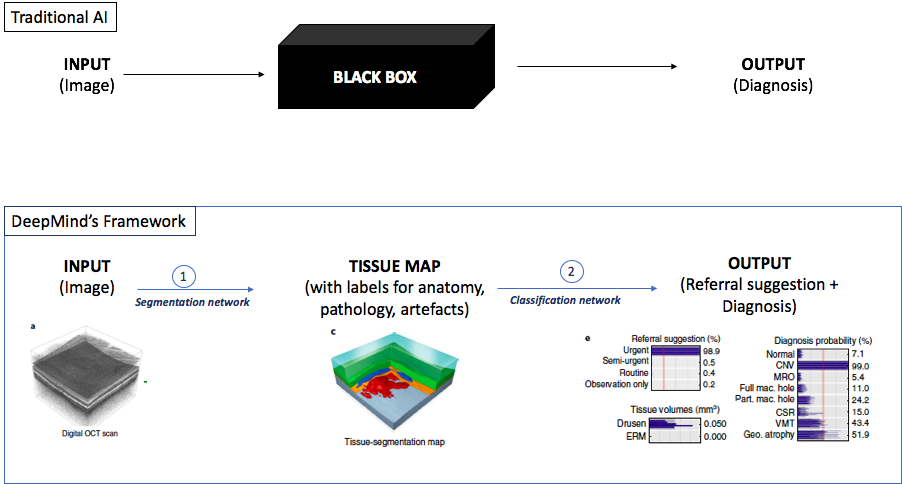 Traditional AI
INPUT
(Image)
BLACK BOX
OUTPUT
(Diagnosis)
DeepMind's Framework
INPUT
(Image)
1
Segmentation network
TISSUE MAP
(with labels for anatomy,
pathology, artefacts)
2
Classification network
OUTPUT
(Referral suggestion +
Diagnosis)
a
Digital OCT scan
c
Tissue-segmentation map
e
Referral suggestion (%)
Urgent 98.9
Semi-urgent 0.5
Routine 0.4
Observation only 0.2
Tissue volumes (mm³)
Drusen 0.050
ERM 0.000
Diagnosis probability (%)
Normal 7.1
CNV 99.0
MRO 5.4
Full mac. hole 11.0
Part. mac. hole 24.2
CSR 15.0
VMT 43.4
Geo. atrophy 51.9